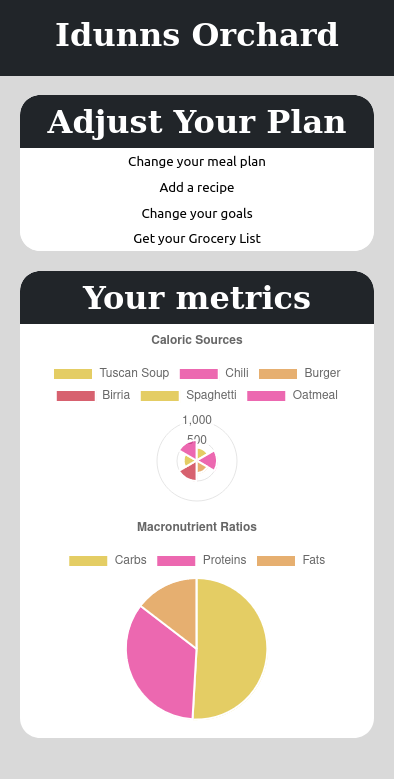 Idunns Orchard
Adjust Your Plan
Change your meal plan
Add a recipe
Change your goals
Get your Grocery List
Your metrics
Caloric Sources
Tuscan Soup Chili Burger
Birria Spaghetti Oatmeal
1,000
500
Macronutrient Ratios
Carbs Proteins Fats